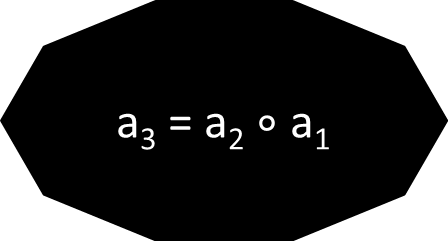 a₃ = a₂ ∘ a₁